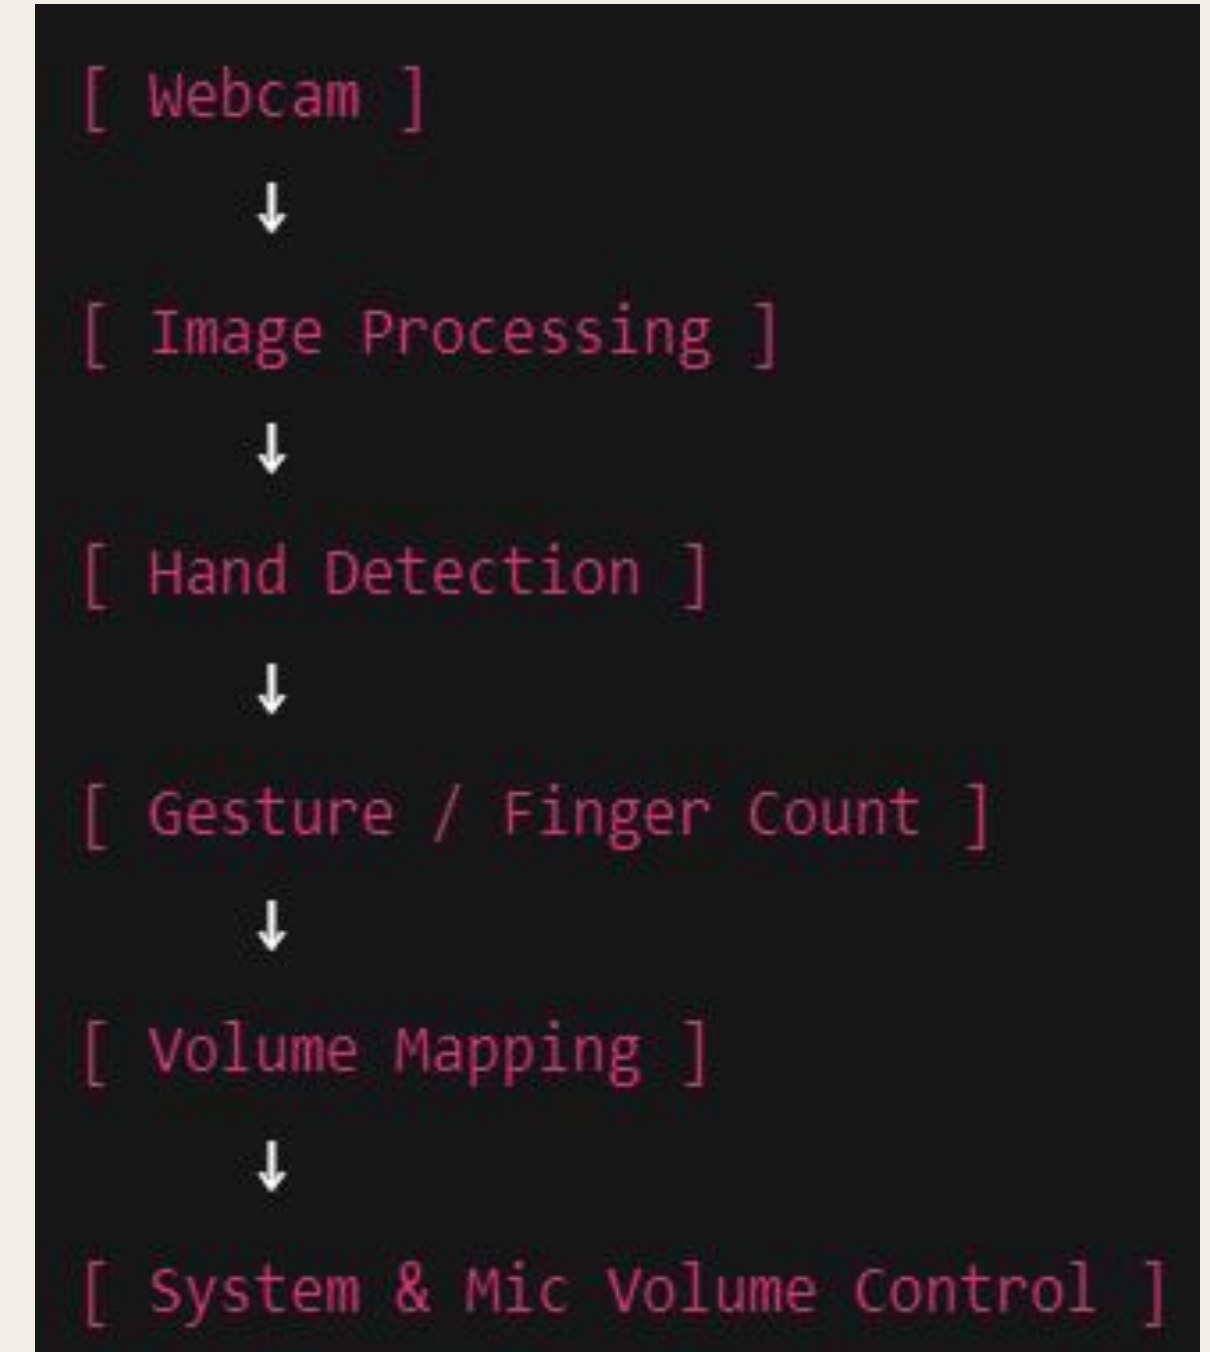 [ Webcam ]
↓
[ Image Processing ]
↓
[ Hand Detection ]
↓
[ Gesture / Finger Count ]
↓
[ Volume Mapping ]
↓
[ System & Mic Volume Control ]